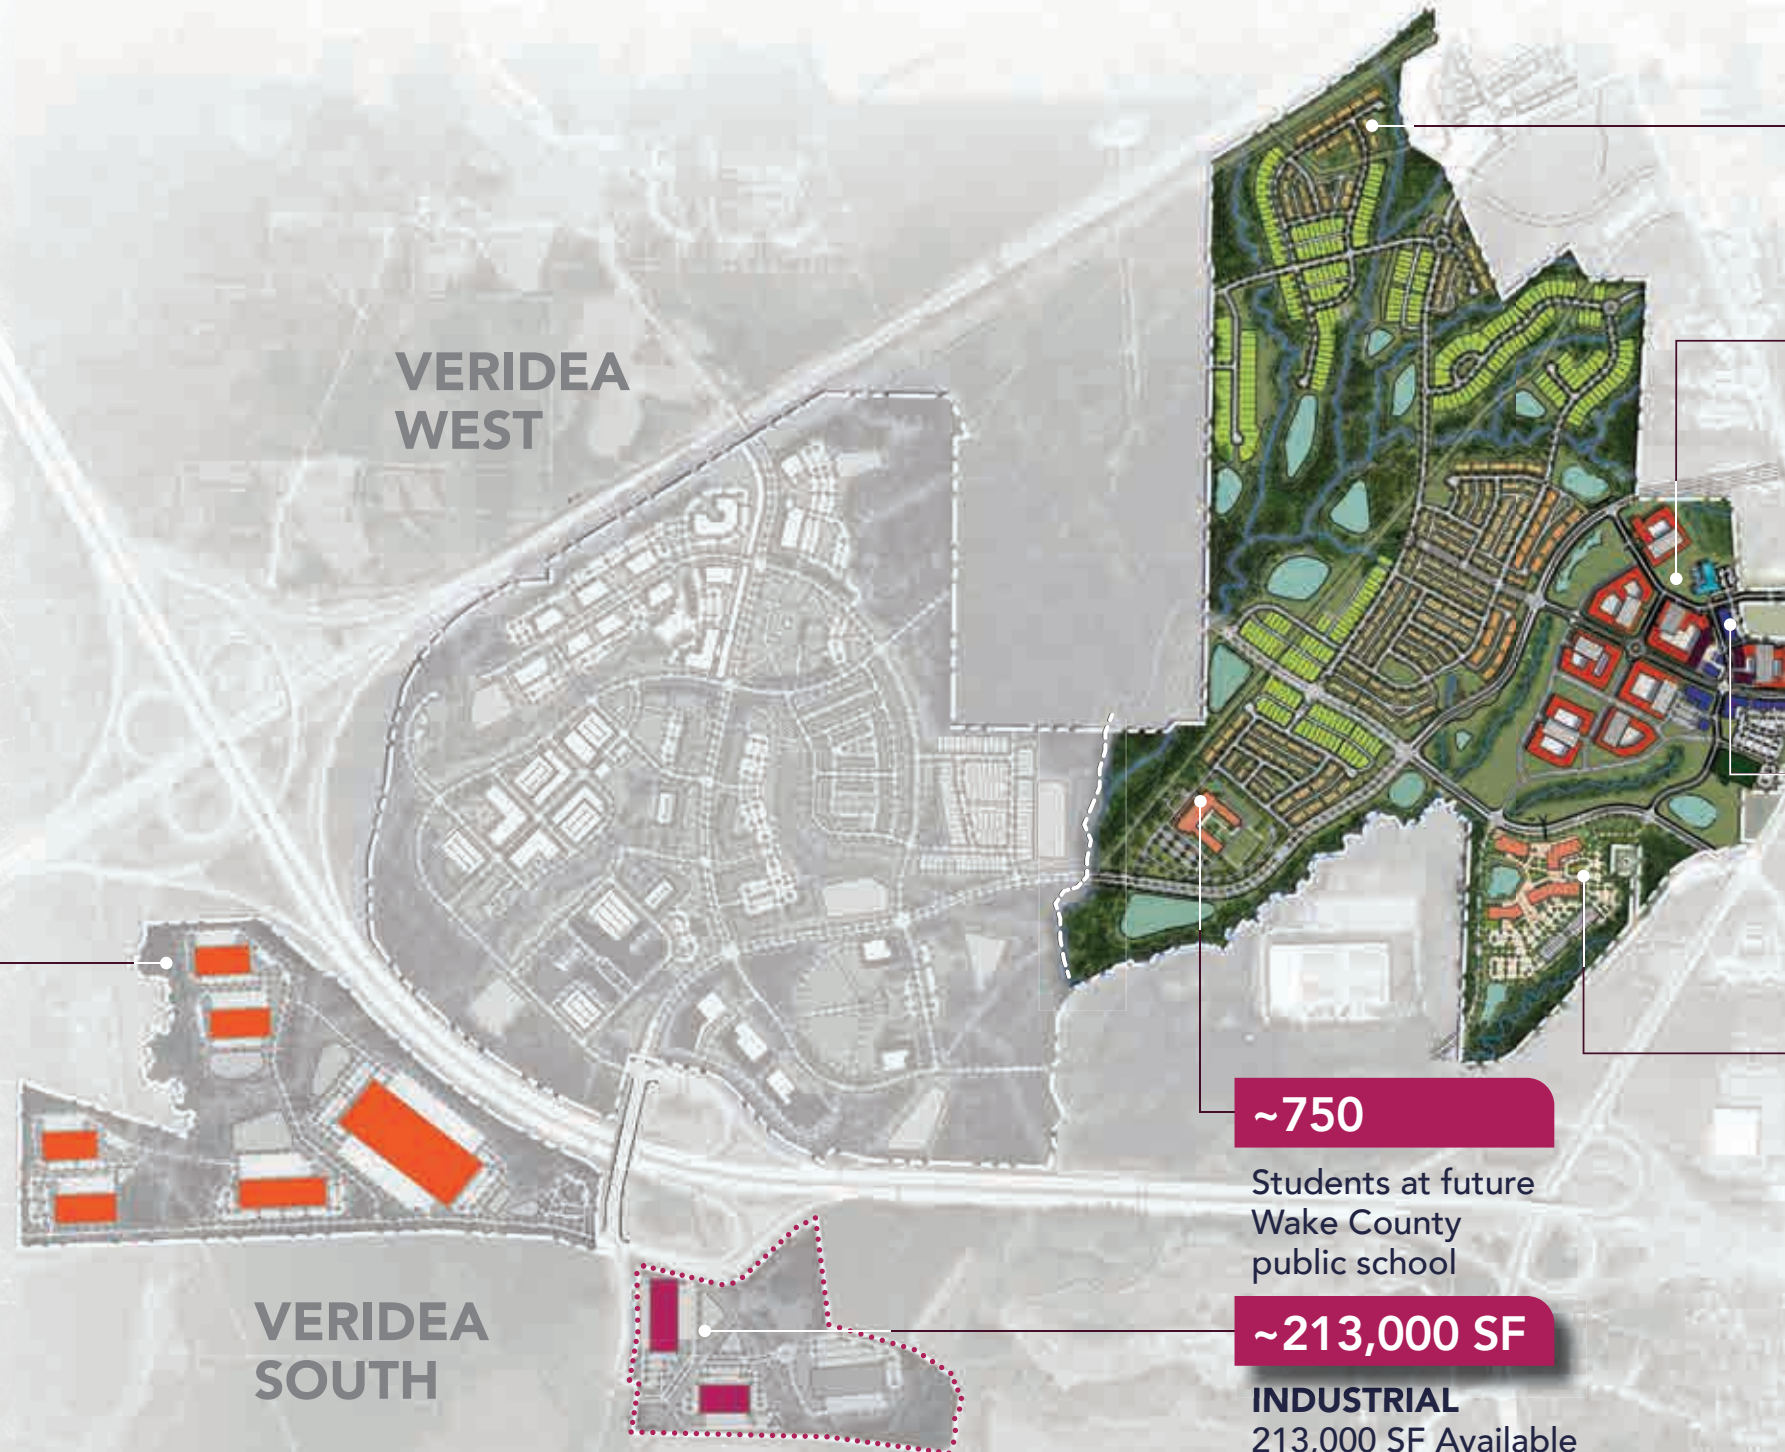 VERIDEA
WEST
~750
Students at future
Wake County
public school
~213,000 SF
INDUSTRIAL
213,000 SF Available
VERIDEA
SOUTH